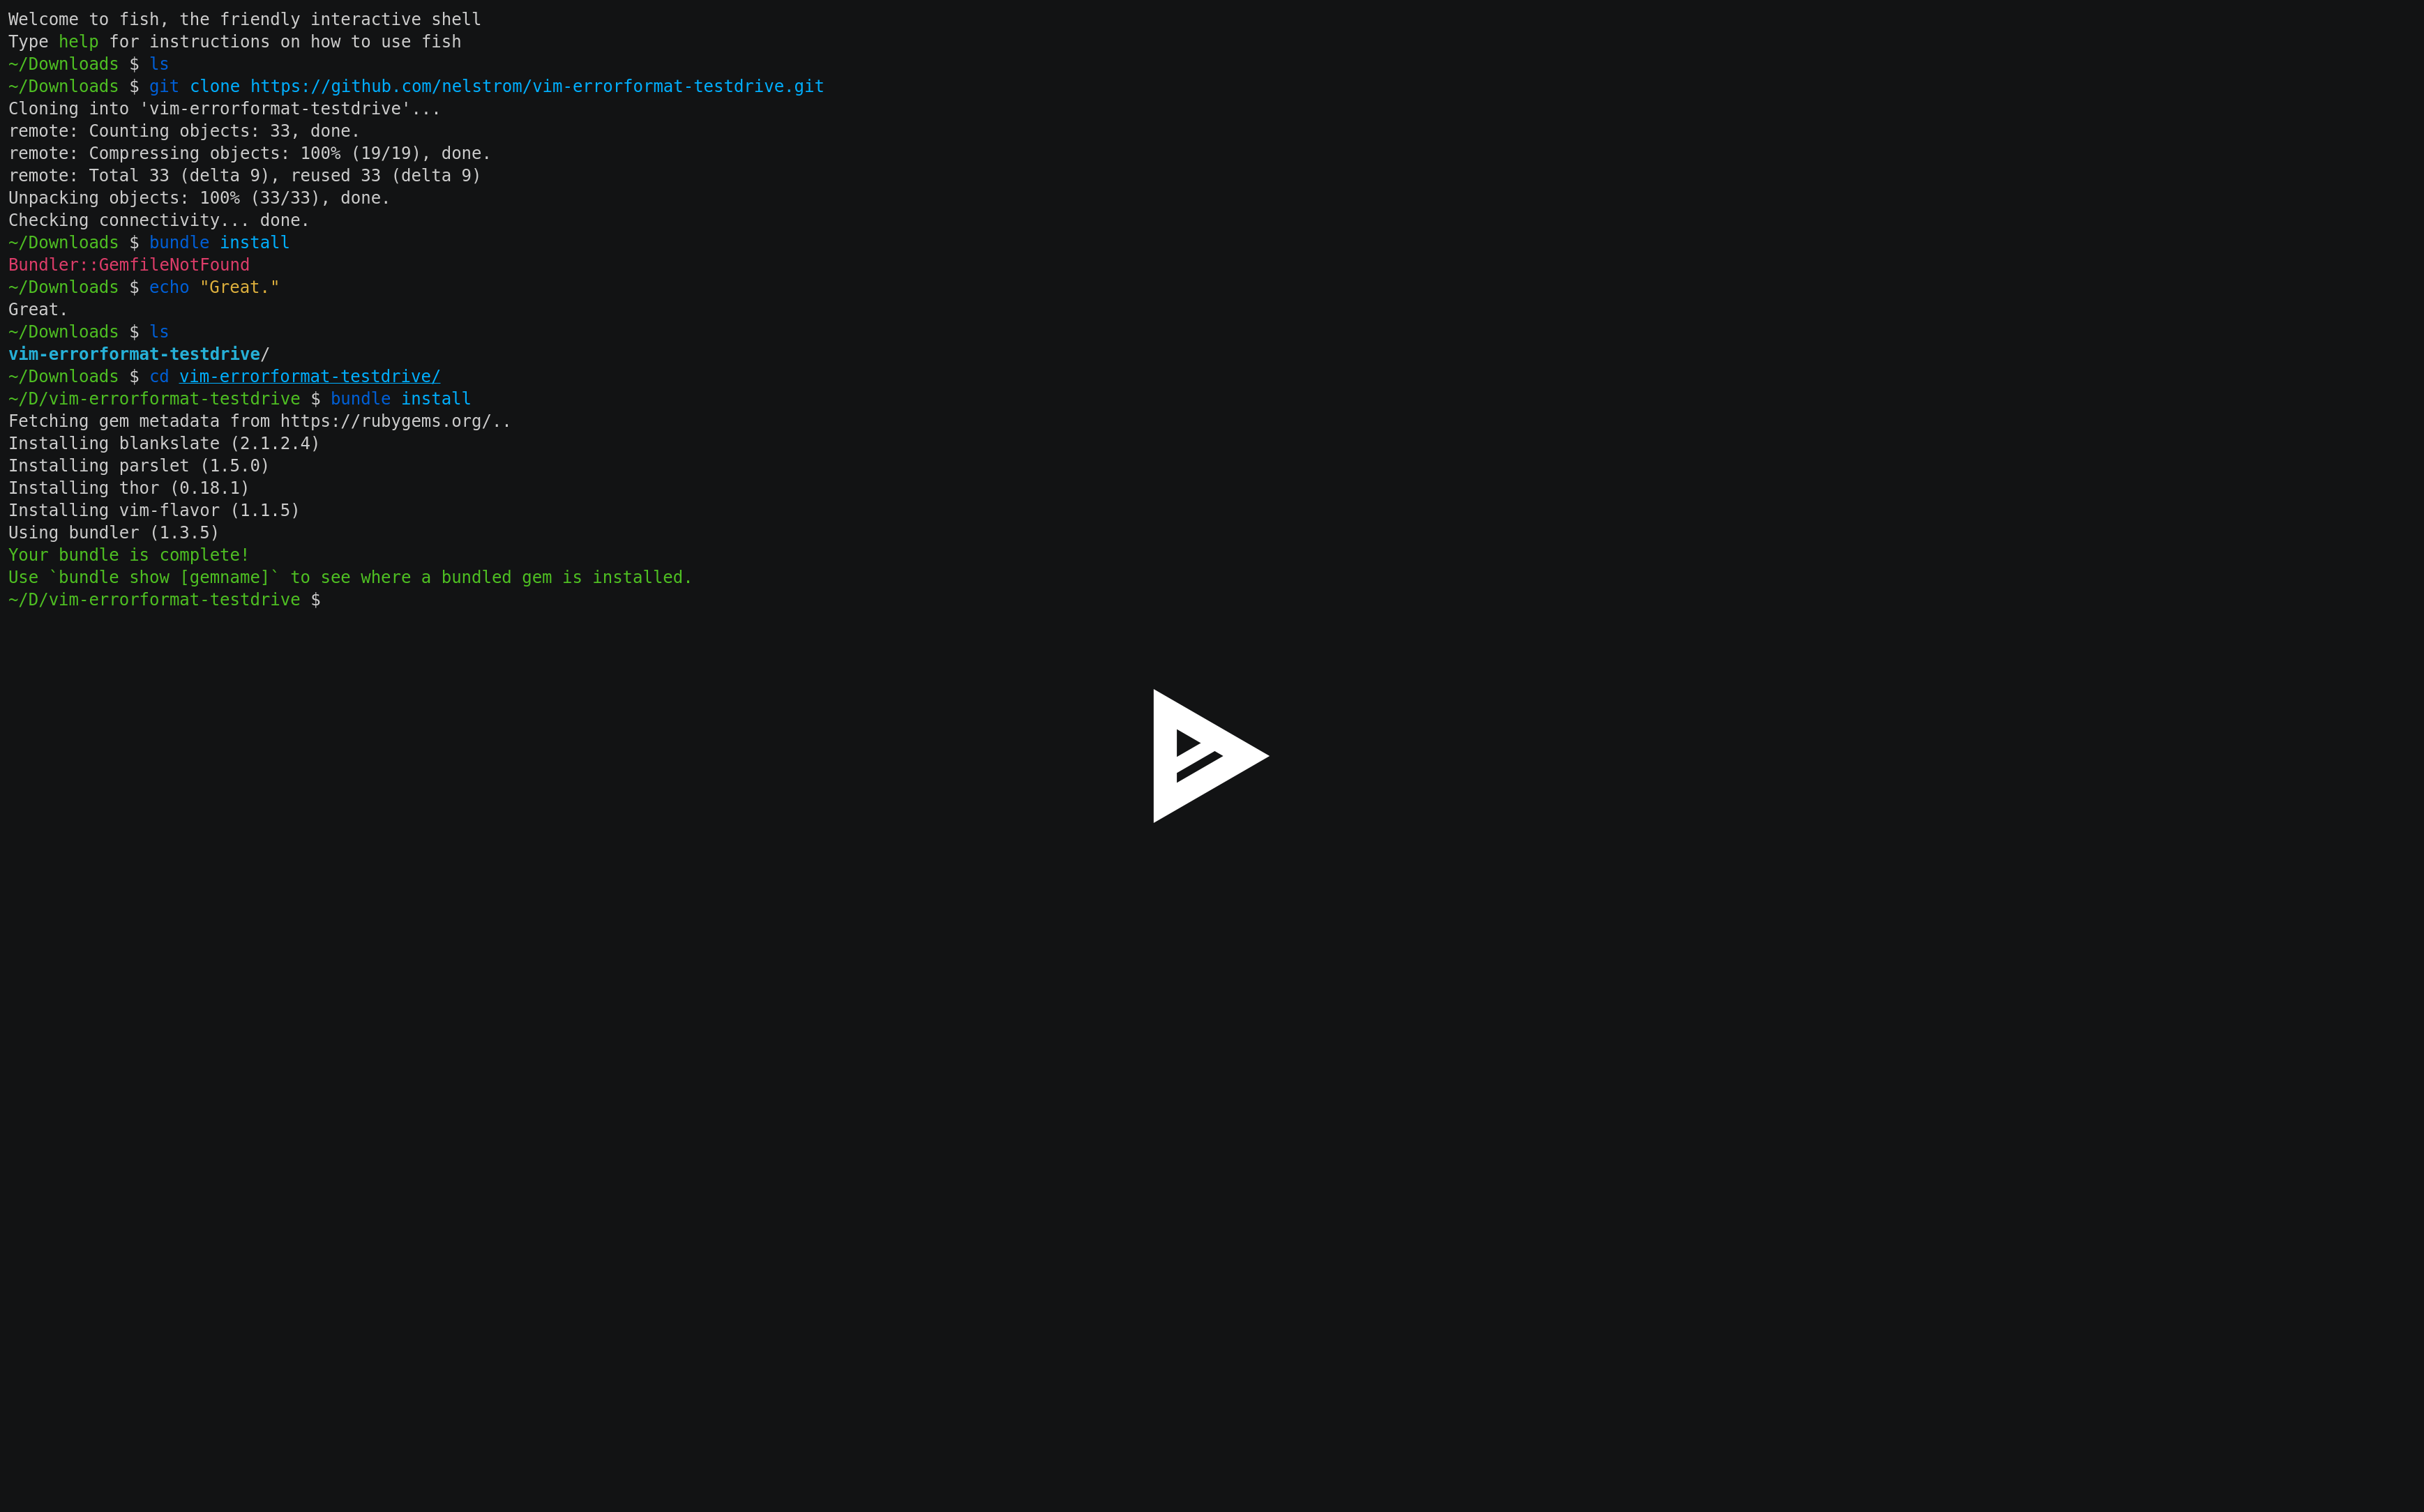 Welcome to fish, the friendly interactive shell
Type help for instructions on how to use fish
~/Downloads $ ls
~/Downloads $ git clone https://github.com/nelstrom/vim-errorformat-testdrive.git
Cloning into 'vim-errorformat-testdrive'...
remote: Counting objects: 33, done.
remote: Compressing objects: 100% (19/19), done.
remote: Total 33 (delta 9), reused 33 (delta 9)
Unpacking objects: 100% (33/33), done.
Checking connectivity... done.
~/Downloads $ bundle install
Bundler::GemfileNotFound
~/Downloads $ echo "Great."
Great.
~/Downloads $ ls
vim-errorformat-testdrive/
~/Downloads $ cd vim-errorformat-testdrive/
~/D/vim-errorformat-testdrive $ bundle install
Fetching gem metadata from https://rubygems.org/..
Installing blankslate (2.1.2.4)
Installing parslet (1.5.0)
Installing thor (0.18.1)
Installing vim-flavor (1.1.5)
Using bundler (1.3.5)
Your bundle is complete!
Use `bundle show [gemname]` to see where a bundled gem is installed.
~/D/vim-errorformat-testdrive $